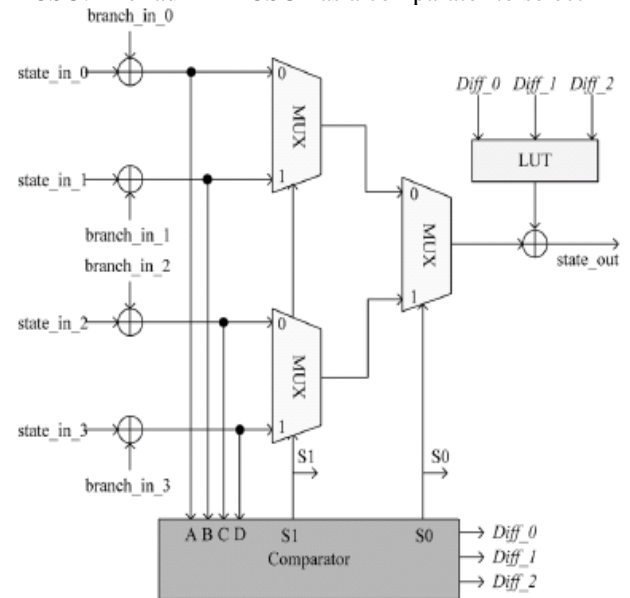 branch_in_0
state_in_0
0
MUX
Diff_0 Diff_1 Diff_2
LUT
state_in_1
1
branch_in_1
0
MUX
1
state_out
branch_in_2
state_in_2
0
MUX
state_in_3
1
branch_in_3
S1
S0
A B C D
S1
S0
Comparator
Diff_0
Diff_1
Diff_2